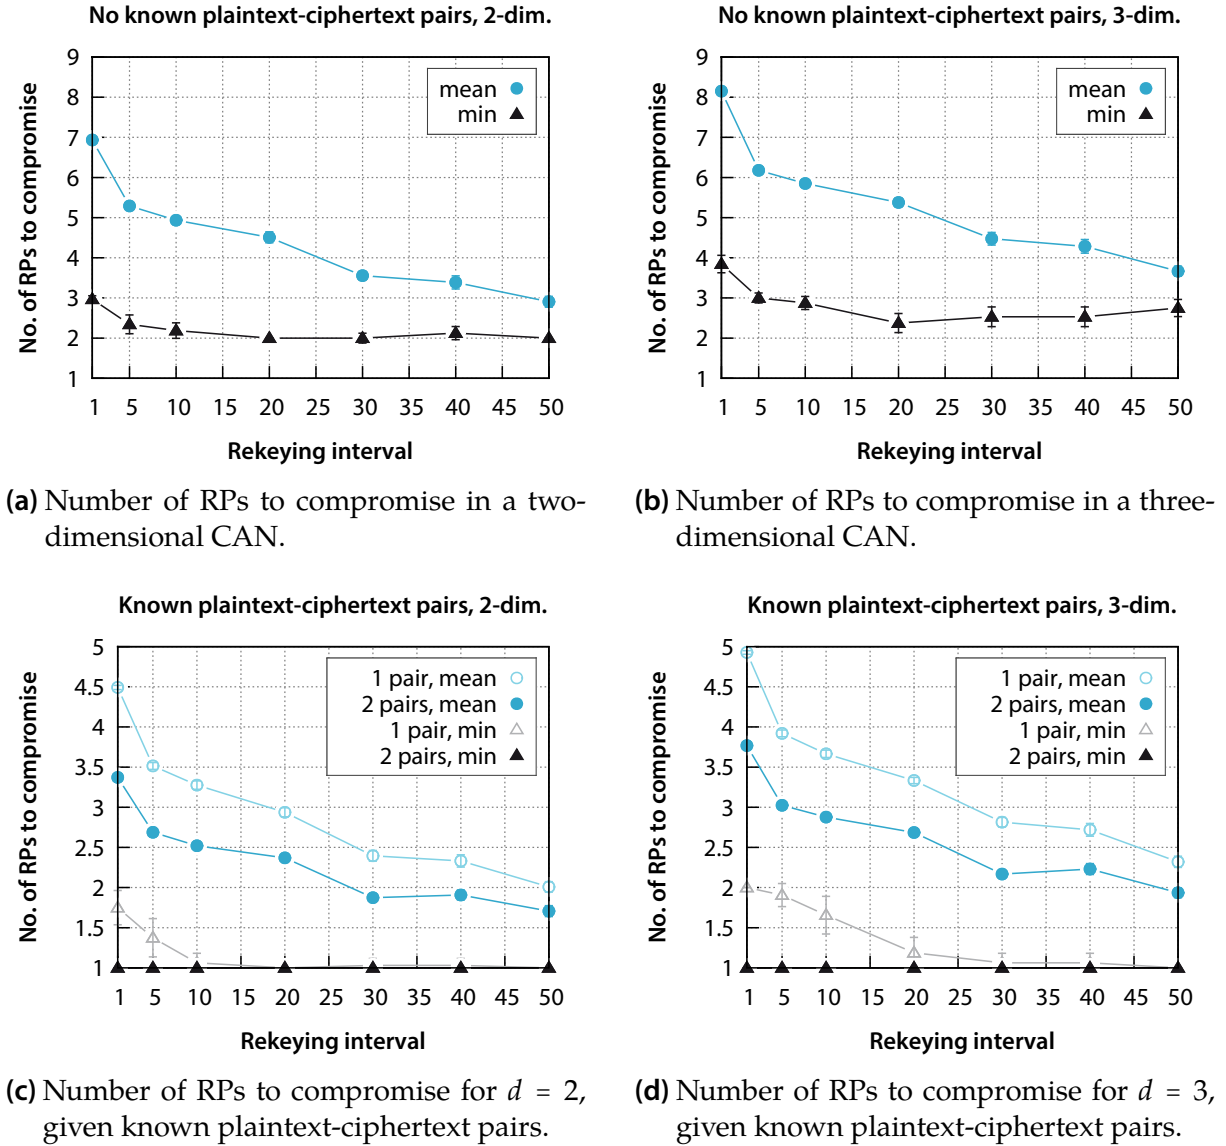 No known plaintext-ciphertext pairs, 2-dim.
No. of RPs to compromise
9
8
7
6
5
4
3
2
1
mean
min
1 5 10 15 20 25 30 35 40 45 50
Rekeying interval
(a) Number of RPs to compromise in a two-
dimensional CAN.
No known plaintext-ciphertext pairs, 3-dim.
No. of RPs to compromise
9
8
7
6
5
4
3
2
1
mean
min
1 5 10 15 20 25 30 35 40 45 50
Rekeying interval
(b) Number of RPs to compromise in a three-
dimensional CAN.
Known plaintext-ciphertext pairs, 2-dim.
No. of RPs to compromise
5
4.5
4
3.5
3
2.5
2
1.5
1
1 pair, mean
2 pairs, mean
1 pair, min
2 pairs, min
1 5 10 15 20 25 30 35 40 45 50
Rekeying interval
(c) Number of RPs to compromise for d = 2,
given known plaintext-ciphertext pairs.
Known plaintext-ciphertext pairs, 3-dim.
No. of RPs to compromise
5
4.5
4
3.5
3
2.5
2
1.5
1
1 pair, mean
2 pairs, mean
1 pair, min
2 pairs, min
1 5 10 15 20 25 30 35 40 45 50
Rekeying interval
(d) Number of RPs to compromise for d = 3,
given known plaintext-ciphertext pairs.